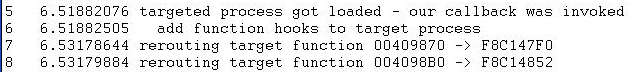 5 6.51882076 targeted process got loaded - our callback was invoked
6 6.51882505 add function hooks to target process
7 6.53178644 rerouting target function 00409870 -> F8C147F0
8 6.53179884 rerouting target function 004098B0 -> F8C14852